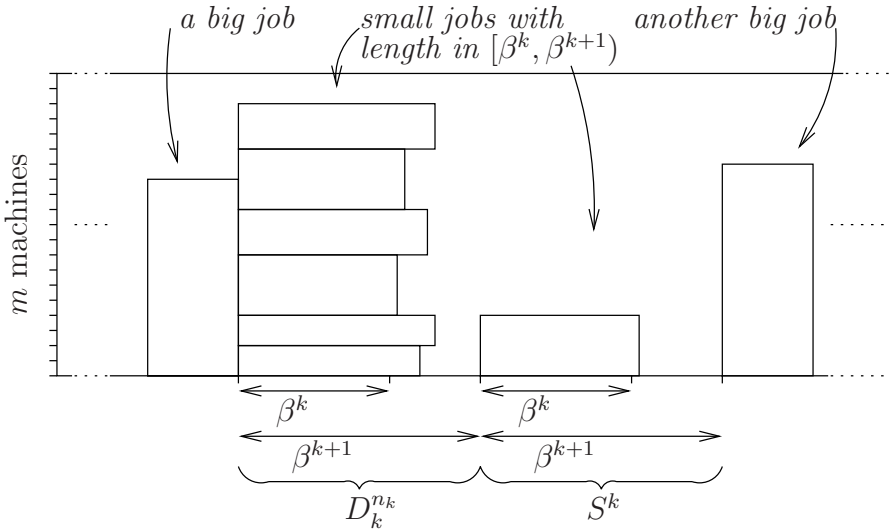 a big job
small jobs with
length in [β^k, β^{k+1})
another big job
m machines
β^k
β^k
β^{k+1}
β^{k+1}
D_k^{n_k}
S^k